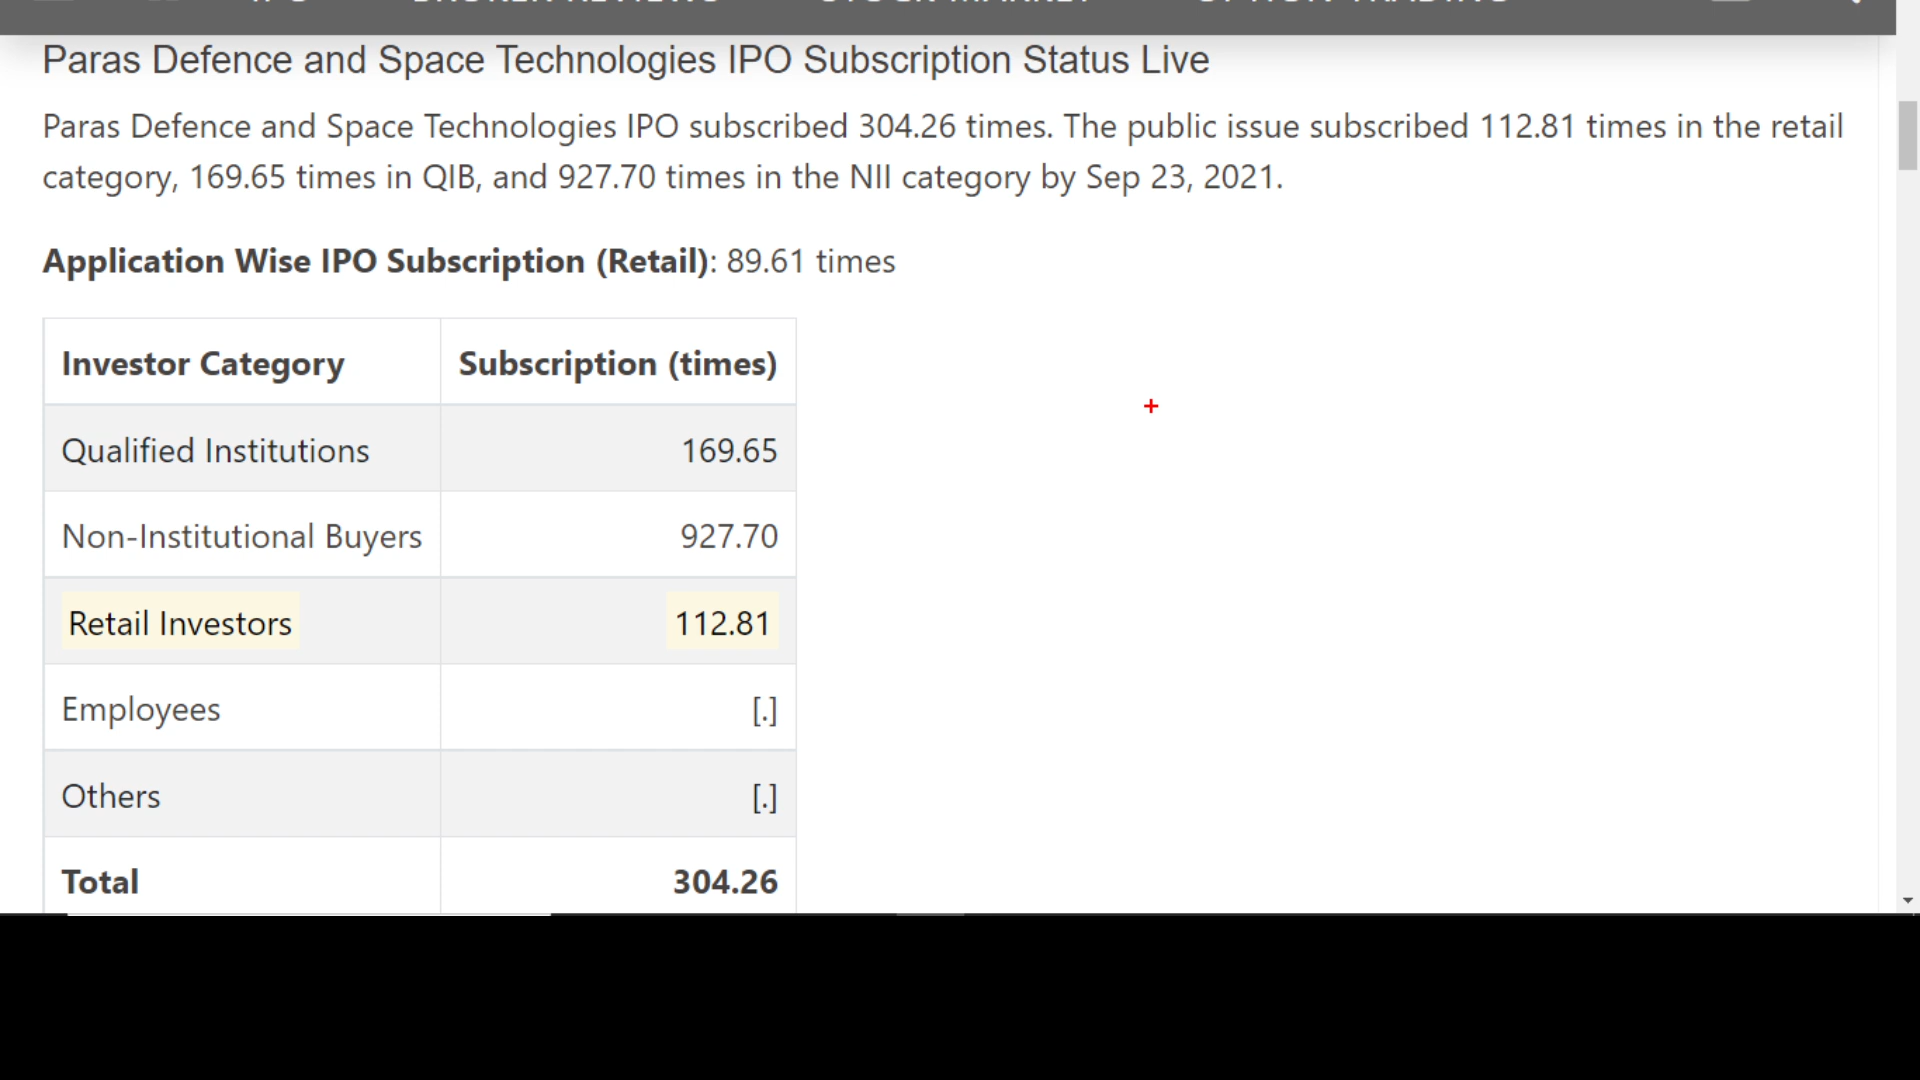 Paras Defence and Space Technologies IPO Subscription Status Live
Paras Defence and Space Technologies IPO subscribed 304.26 times. The public issue subscribed 112.81 times in the retail
category, 169.65 times in QIB, and 927.70 times in the NII category by Sep 23, 2021.
Application Wise IPO Subscription (Retail): 89.61 times
Investor Category Subscription (times)
Qualified Institutions 169.65
Non-Institutional Buyers 927.70
Retail Investors 112.81
Employees [.]
Others [.]
Total 304.26